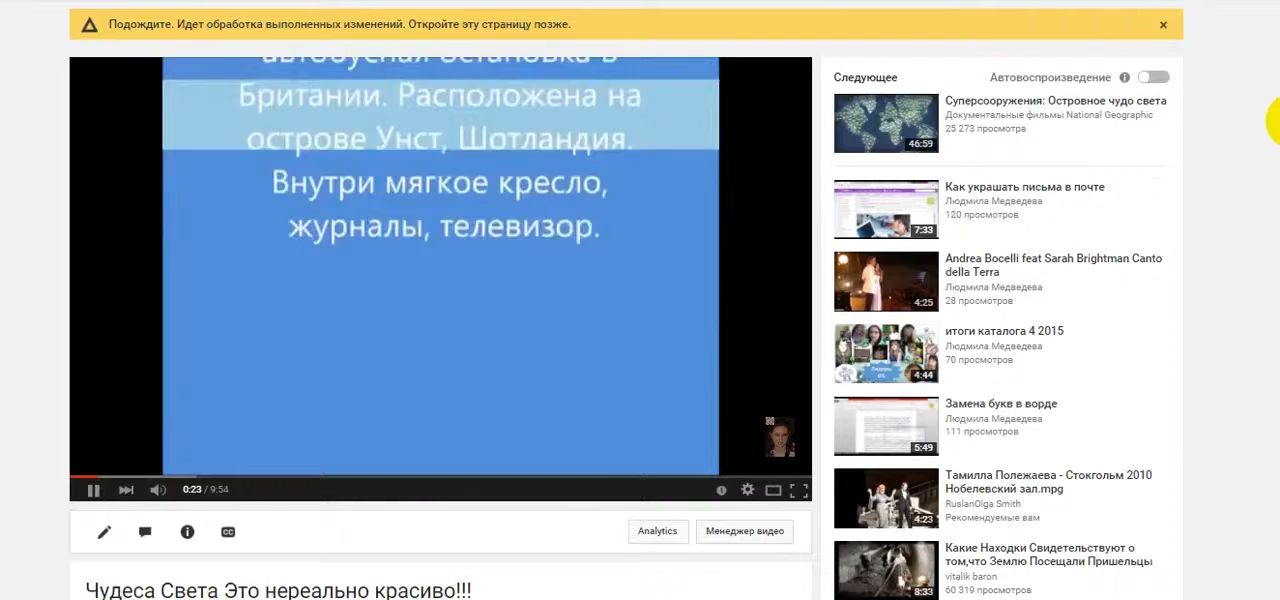 Подождите. Идет обработка выполненных изменений. Откройте эту страницу позже.
×
автобусная остановка в
Британии. Расположена на
острове Унст, Шотландия.
Внутри мягкое кресло,
журналы, телевизор.
0:23 / 9:54
Analytics
Менеджер видео
Чудеса Света Это нереально красиво!!!
Следующее
Автовоспроизведение
Суперсооружения: Островное чудо света
Документальные фильмы National Geographic
25 273 просмотра
46:59
Как украшать письма в почте
Людмила Медведева
120 просмотров
7:33
Andrea Bocelli feat Sarah Brightman Canto
della Terra
Людмила Медведева
28 просмотров
4:25
итоги каталога 4 2015
Людмила Медведева
70 просмотров
4:44
Замена букв в ворде
Людмила Медведева
111 просмотров
5:49
Тамилла Полежаева - Стокгольм 2010
Нобелевский зал.mpg
RuslanOlga Smith
Рекомендуемые вам
4:23
Какие Находки Свидетельствуют о
том,что Землю Посещали Пришельцы
vitalik baron
60 319 просмотров
8:33